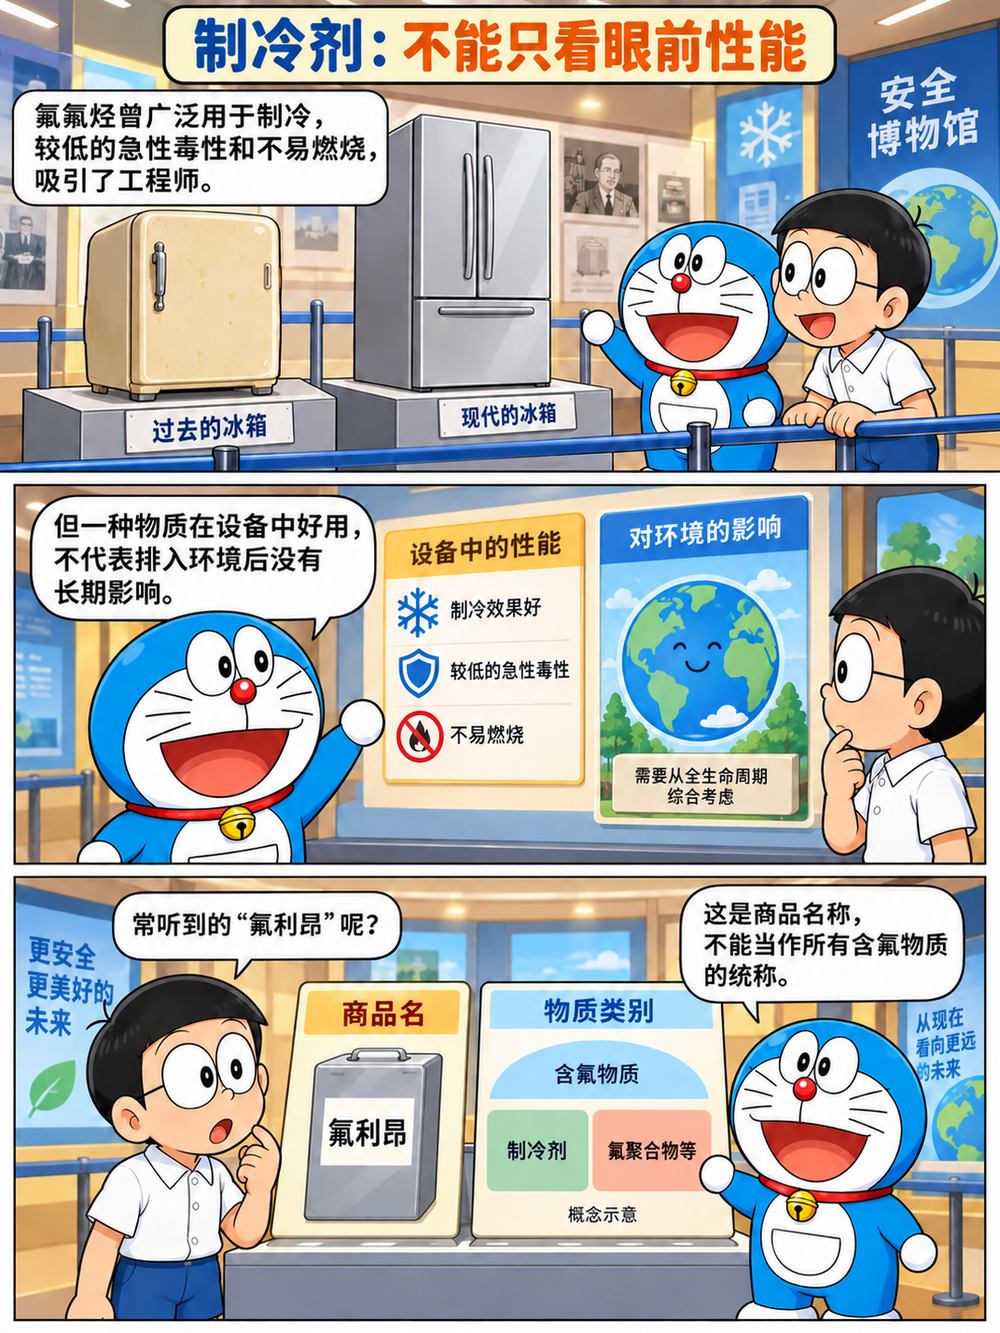 制冷剂：不能只看眼前性能
氟氟烃曾广泛用于制冷，
较低的急性毒性和不易燃烧，
吸引了工程师。
安全
博物馆
过去的冰箱
现代的冰箱
但一种物质在设备中好用，
不代表排入环境后没有
长期影响。
设备中的性能
制冷效果好
较低的急性毒性
不易燃烧
对环境的影响
需要从全生命周期
综合考虑
常听到的“氟利昂”呢？
这是商品名称，
不能当作所有含氟物质
的统称。
更安全
更美好的
未来
商品名
氟利昂
物质类别
含氟物质
制冷剂
氟聚合物等
概念示意
从现在
看向更远
的未来